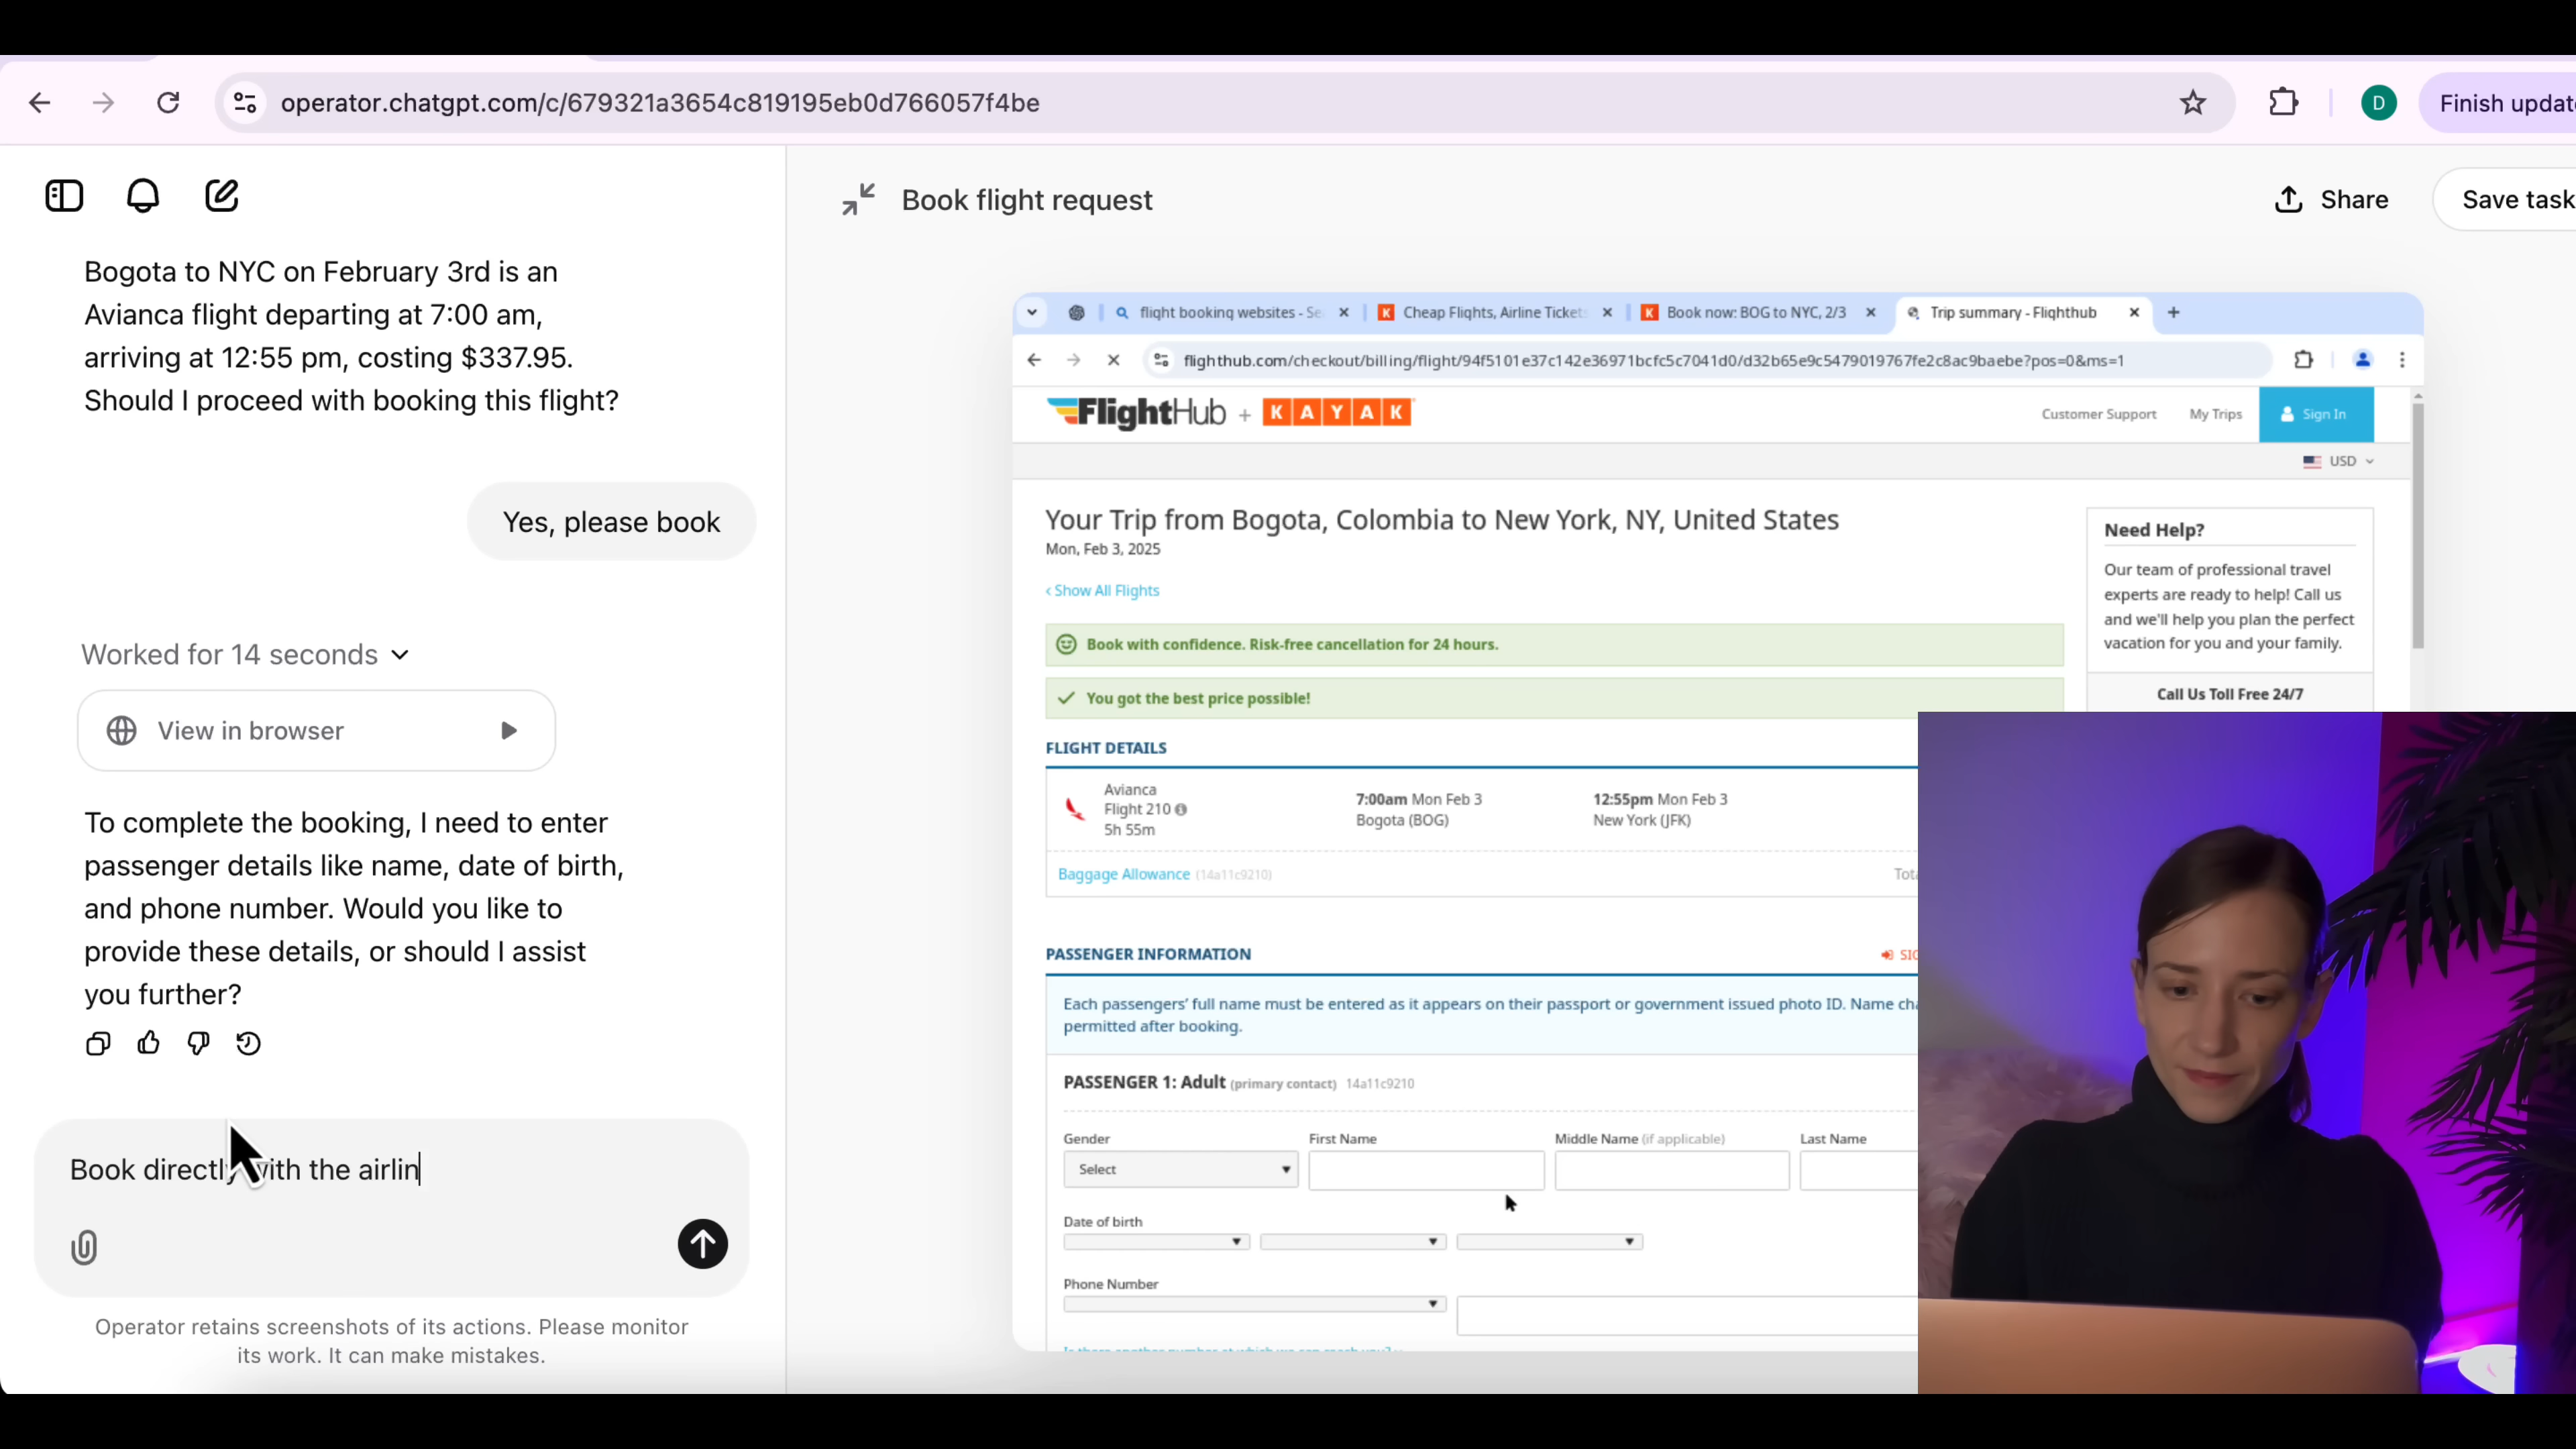 operator.chatgpt.com/c/679321a3654c819195eb0d766057f4be
D
Finish
Book flight request
Share
Save task
Bogota to NYC on February 3rd is an
Avianca flight departing at 7:00 am,
arriving at 12:55 pm, costing $337.95.
Should I proceed with booking this flight?
Yes, please book
Worked for 14 seconds
View in browser
To complete the booking, I need to enter
passenger details like name, date of birth,
and phone number. Would you like to
provide these details, or should I assist
you further?
Book directly with the airlin
Operator retains screenshots of its actions. Please monitor
its work. It can make mistakes.
flight booking websites - Se
K Cheap Flights, Airline Tickets
K Book now: BOG to NYC, 2/3
Trip summary - Flighthub
flighthub.com/checkout/billing/flight/94f5101e37c142e36971bcfc5c7041d0/d32b65e9c5479019767fe2c8ac9baebe?pos=0&ms=1
FlightHub + KAYAK
Customer Support
My Trips
Sign In
USD
Your Trip from Bogota, Colombia to New York, NY, United States
Mon, Feb 3, 2025
‹ Show All Flights
Book with confidence. Risk-free cancellation for 24 hours.
You got the best price possible!
Need Help?
Our team of professional travel
experts are ready to help! Call us
and we'll help you plan the perfect
vacation for you and your family.
Call Us Toll Free 24/7
FLIGHT DETAILS
Avianca
Flight 210
5h 55m
7:00am Mon Feb 3
Bogota (BOG)
12:55pm Mon Feb 3
New York (JFK)
Baggage Allowance (14a11c9210)
PASSENGER INFORMATION
Each passengers' full name must be entered as it appears on their passport or government issued photo ID. Name
permitted after booking.
PASSENGER 1: Adult (primary contact) 14a11c9210
Gender
First Name
Middle Name (if applicable)
Last Name
Select
Date of birth
Phone Number